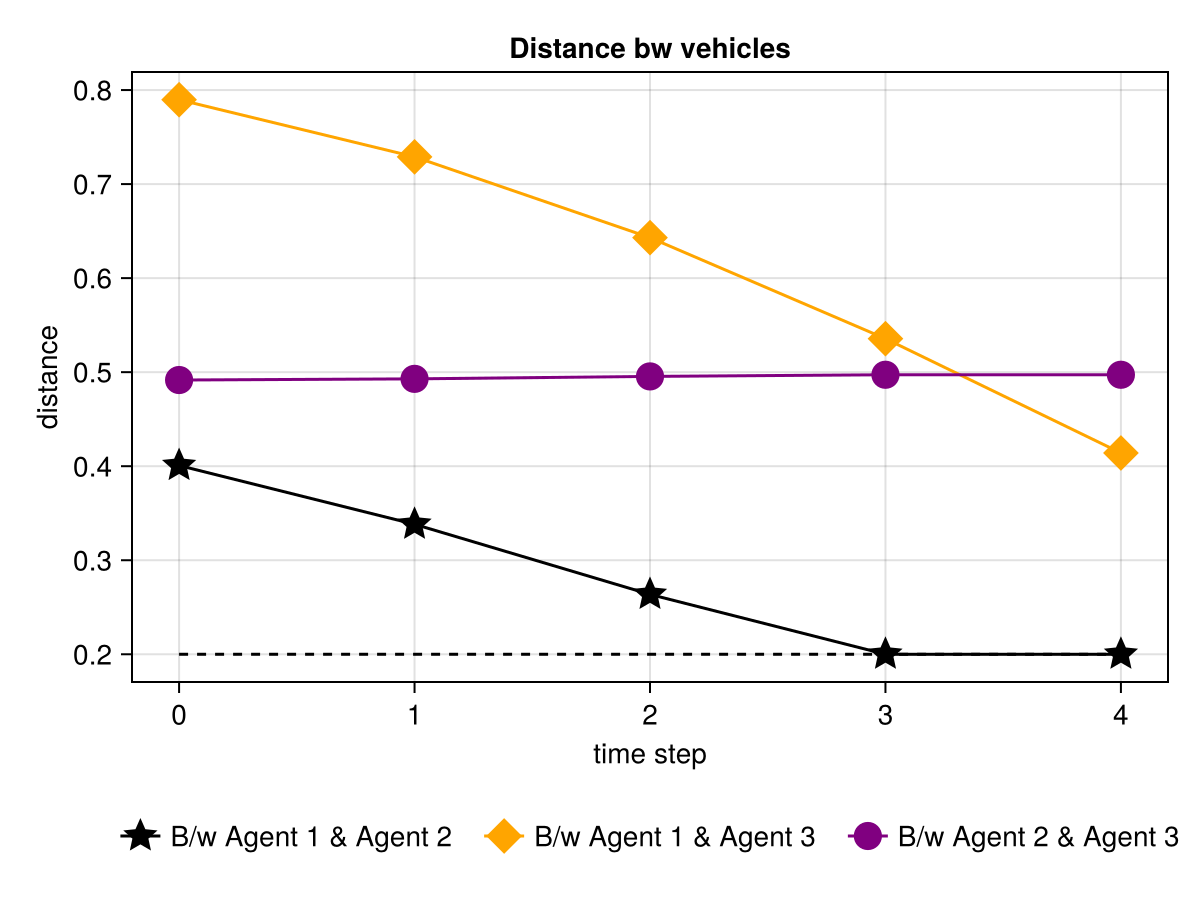 Distance bw vehicles
0.8
0.7
0.6
0.5
0.4
0.3
0.2
distance
0 1 2 3 4
time step
B/w Agent 1 & Agent 2 B/w Agent 1 & Agent 3 B/w Agent 2 & Agent 3